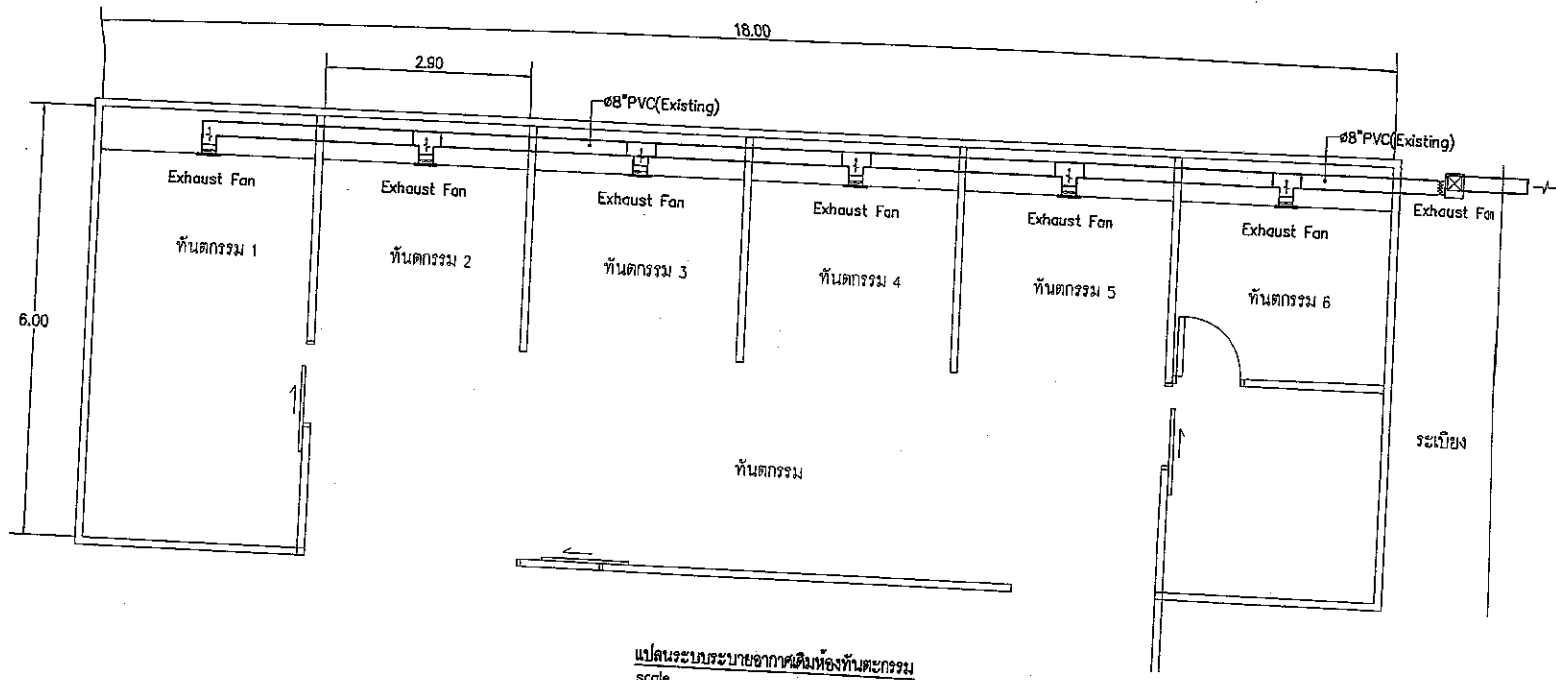 18.00
2.90
ø8"PVC(Existing)
ø8"PVC(Existing)
Exhaust Fan
Exhaust Fan
Exhaust Fan
Exhaust Fan
Exhaust Fan
Exhaust Fan
Exhaust Fan
ทันตกรรม 1
ทันตกรรม 2
ทันตกรรม 3
ทันตกรรม 4
ทันตกรรม 5
ทันตกรรม 6
6.00
ระเบียง
ทันตกรรม
แปลนระบบระบายอากาศเดิมห้องทันตะกรรม
scale